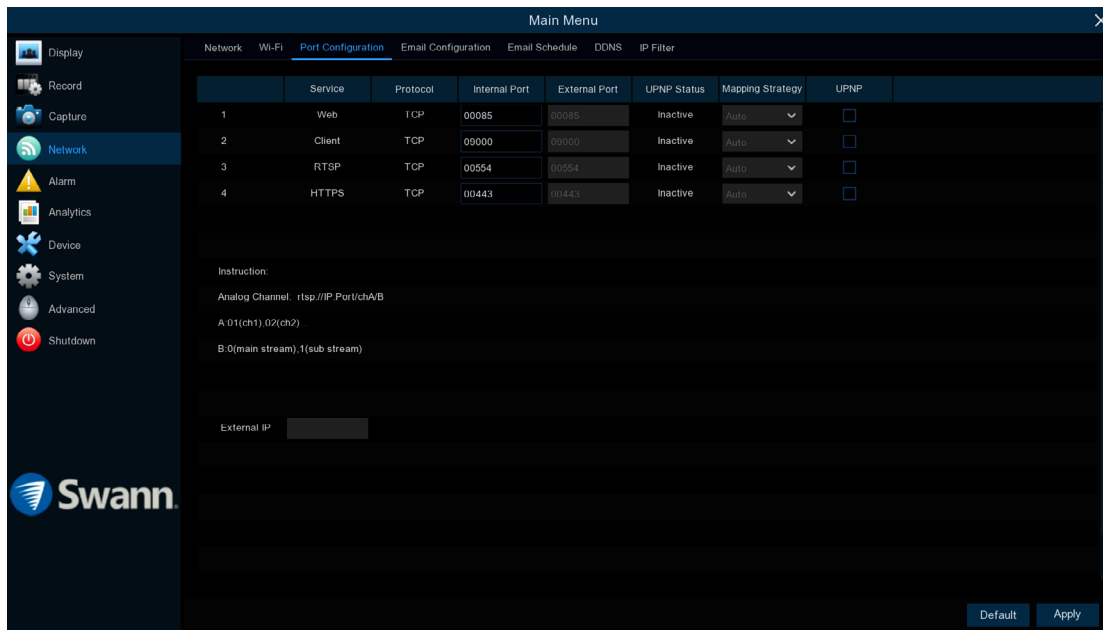 Main Menu
Display
Record
Capture
Network
Alarm
Analytics
Device
System
Advanced
Shutdown
Swann
Network Wi-Fi Port Configuration Email Configuration Email Schedule DDNS IP Filter
Service Protocol Internal Port External Port UPNP Status Mapping Strategy UPNP
1 Web TCP 00085 00085 Inactive Auto
2 Client TCP 09000 09000 Inactive Auto
3 RTSP TCP 00554 00554 Inactive Auto
4 HTTPS TCP 00443 00443 Inactive Auto
Instruction:
Analog Channel: rtsp://IP:Port/chA/B
A:01(ch1),02(ch2)...
B:0(main stream),1(sub stream)
External IP
Default Apply